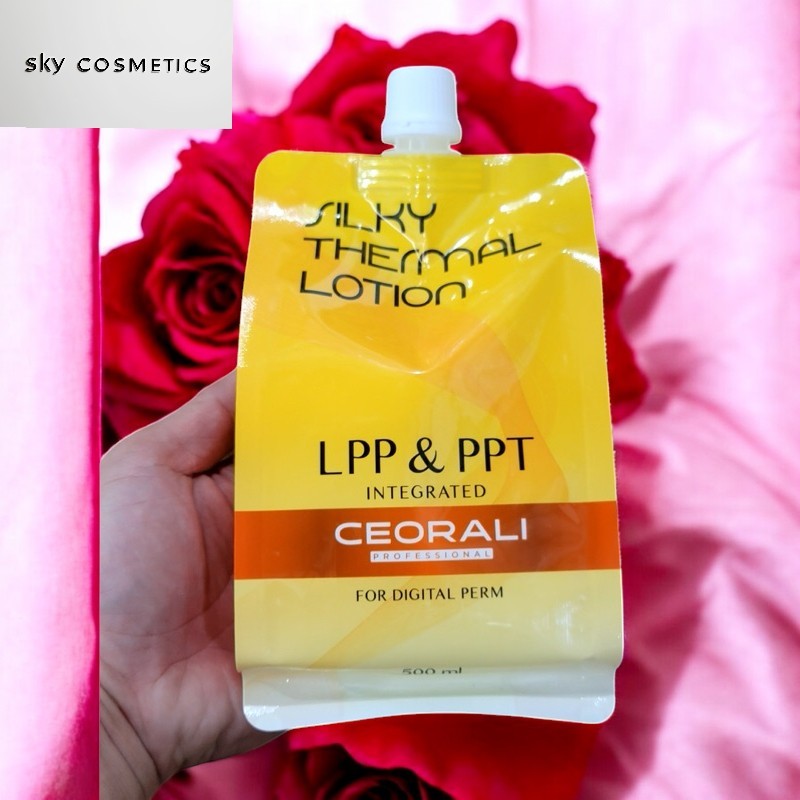 sky COSMETICS
SILKY
THERMAL
LOTION
LPP & PPT
INTEGRATED
CEORALI
PROFESSIONAL
FOR DIGITAL PERM
500 ml